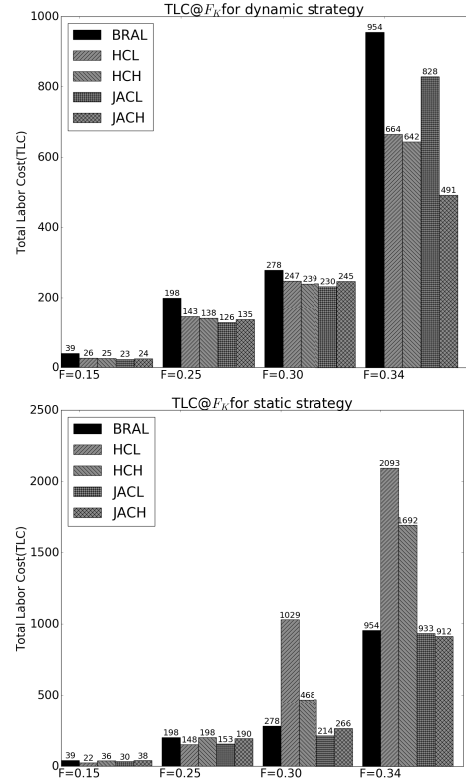 TLC@F_K for dynamic strategy
Total Labor Cost(TLC)
1000
800
600
400
200
0
BRAL
HCL
HCH
JACL
JACH
39 26 25 23 24
198 143 138 126 135
278 247 239 230 245
954 664 642 828 491
F=0.15 F=0.25 F=0.30 F=0.34
TLC@F_K for static strategy
Total Labor Cost(TLC)
2500
2000
1500
1000
500
0
BRAL
HCL
HCH
JACL
JACH
39 22 36 30 38
198 148 198 153 190
278 1029 468 214 266
954 2093 1692 933 912
F=0.15 F=0.25 F=0.30 F=0.34